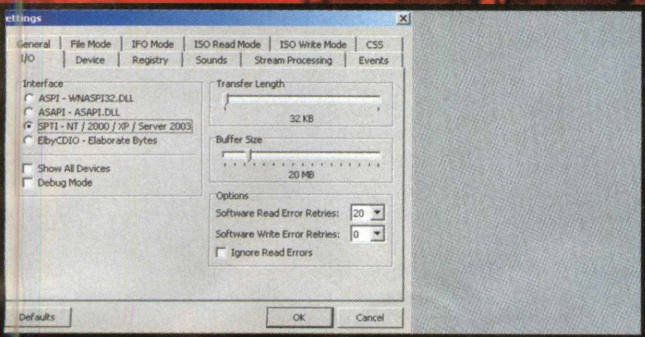 ettings
General File Mode IFO Mode ISO Read Mode ISO Write Mode CSS
I/O Device Registry Sounds Stream Processing Events
Interface
ASPI - WNASPI32.DLL
ASAPI - ASAPI.DLL
SPTI - NT / 2000 / XP / Server 2003
ElbyCDIO - Elaborate Bytes
Show All Devices
Debug Mode
Transfer Length
32 KB
Buffer Size
20 MB
Options
Software Read Error Retries: 20
Software Write Error Retries: 0
Ignore Read Errors
Defaults OK Cancel